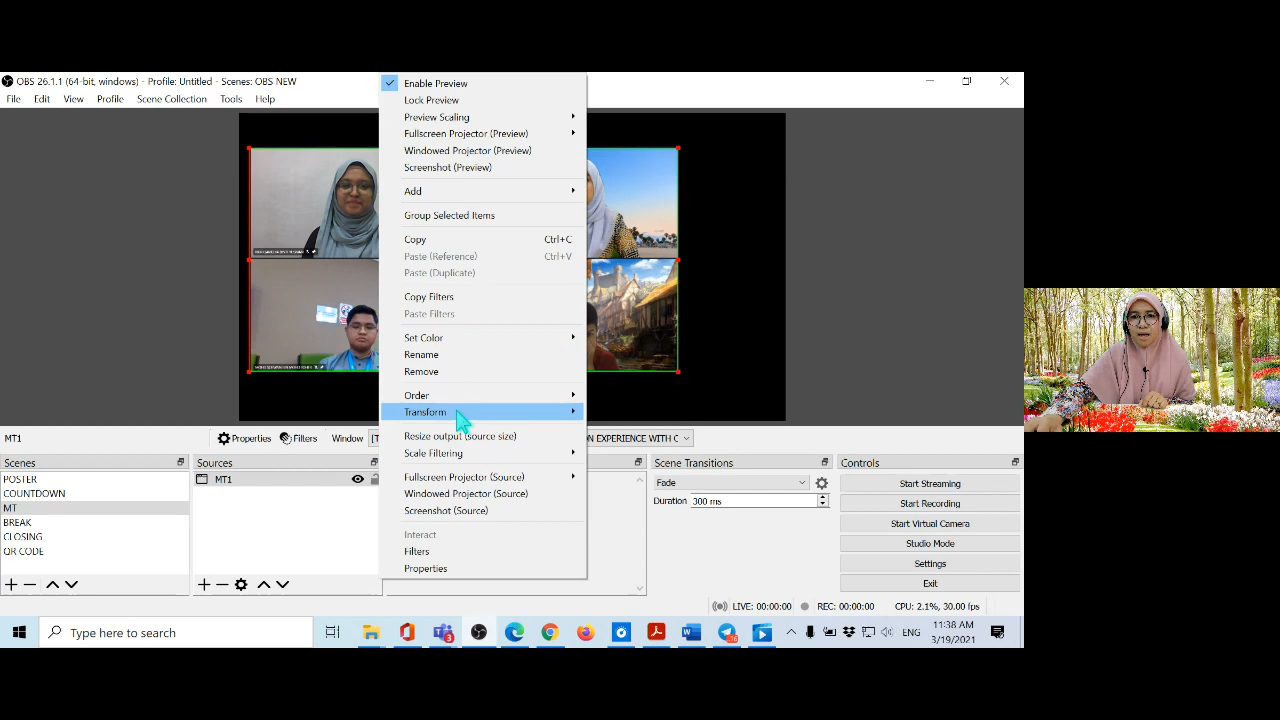 OBS 26.1.1 (64-bit, windows) - Profile: Untitled - Scenes: OBS NEW
File Edit View Profile Scene Collection Tools Help
Enable Preview
Lock Preview
Preview Scaling
Fullscreen Projector (Preview)
Windowed Projector (Preview)
Screenshot (Preview)
Add
Group Selected Items
Copy Ctrl+C
Paste (Reference) Ctrl+V
Paste (Duplicate)
Copy Filters
Paste Filters
Set Color
Rename
Remove
Order
Transform
Resize output (source size)
Scale Filtering
Fullscreen Projector (Source)
Windowed Projector (Source)
Screenshot (Source)
Interact
Filters
Properties
MT1 Properties Filters Window [T ON EXPERIENCE WITH C
Scenes
POSTER
COUNTDOWN
MT
BREAK
CLOSING
QR CODE
Sources
MT1
Scene Transitions
Fade
Duration 300 ms
Controls
Start Streaming
Start Recording
Start Virtual Camera
Studio Mode
Settings
Exit
LIVE: 00:00:00 REC: 00:00:00 CPU: 2.1%, 30.00 fps
Type here to search
3
16
ENG
11:38 AM
3/19/2021